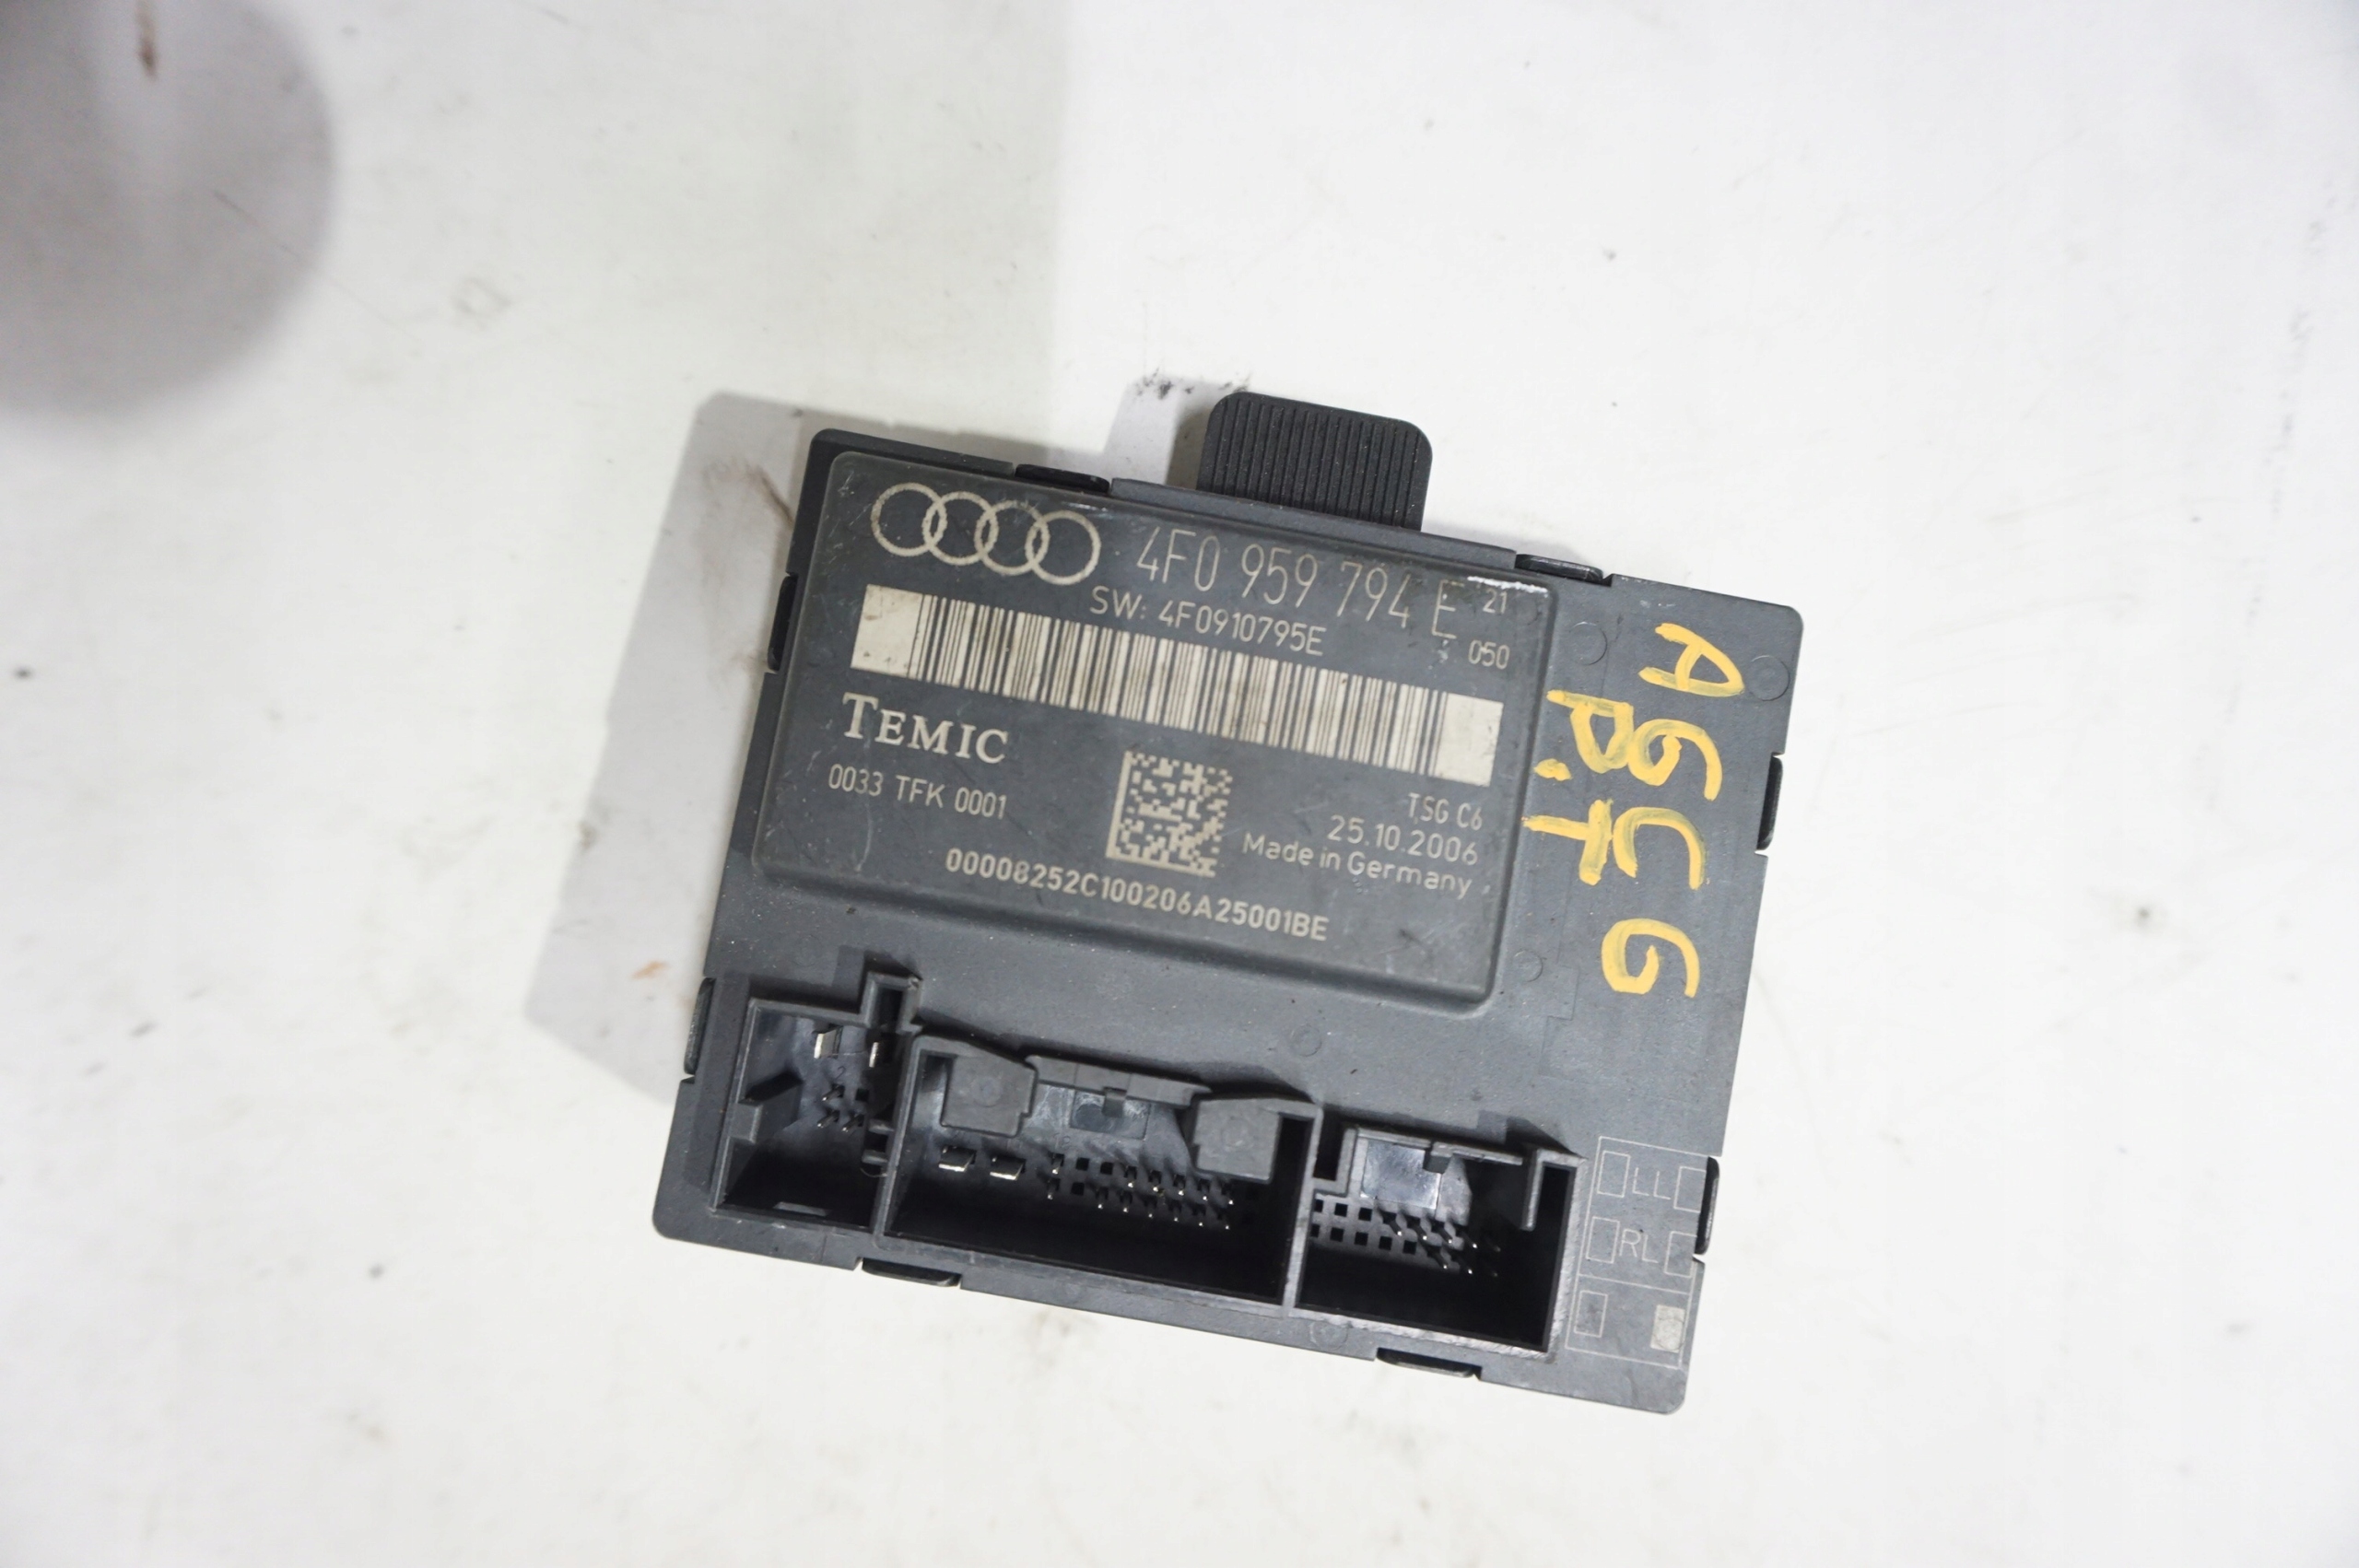 4F0 959 794 E 21
SW: 4F0910795E 050
TEMIC
0033 TFK 0001
TSG C6
25.10.2006
Made in Germany
00008252C100206A25001BE
A6 C6
P.T
LL
RL